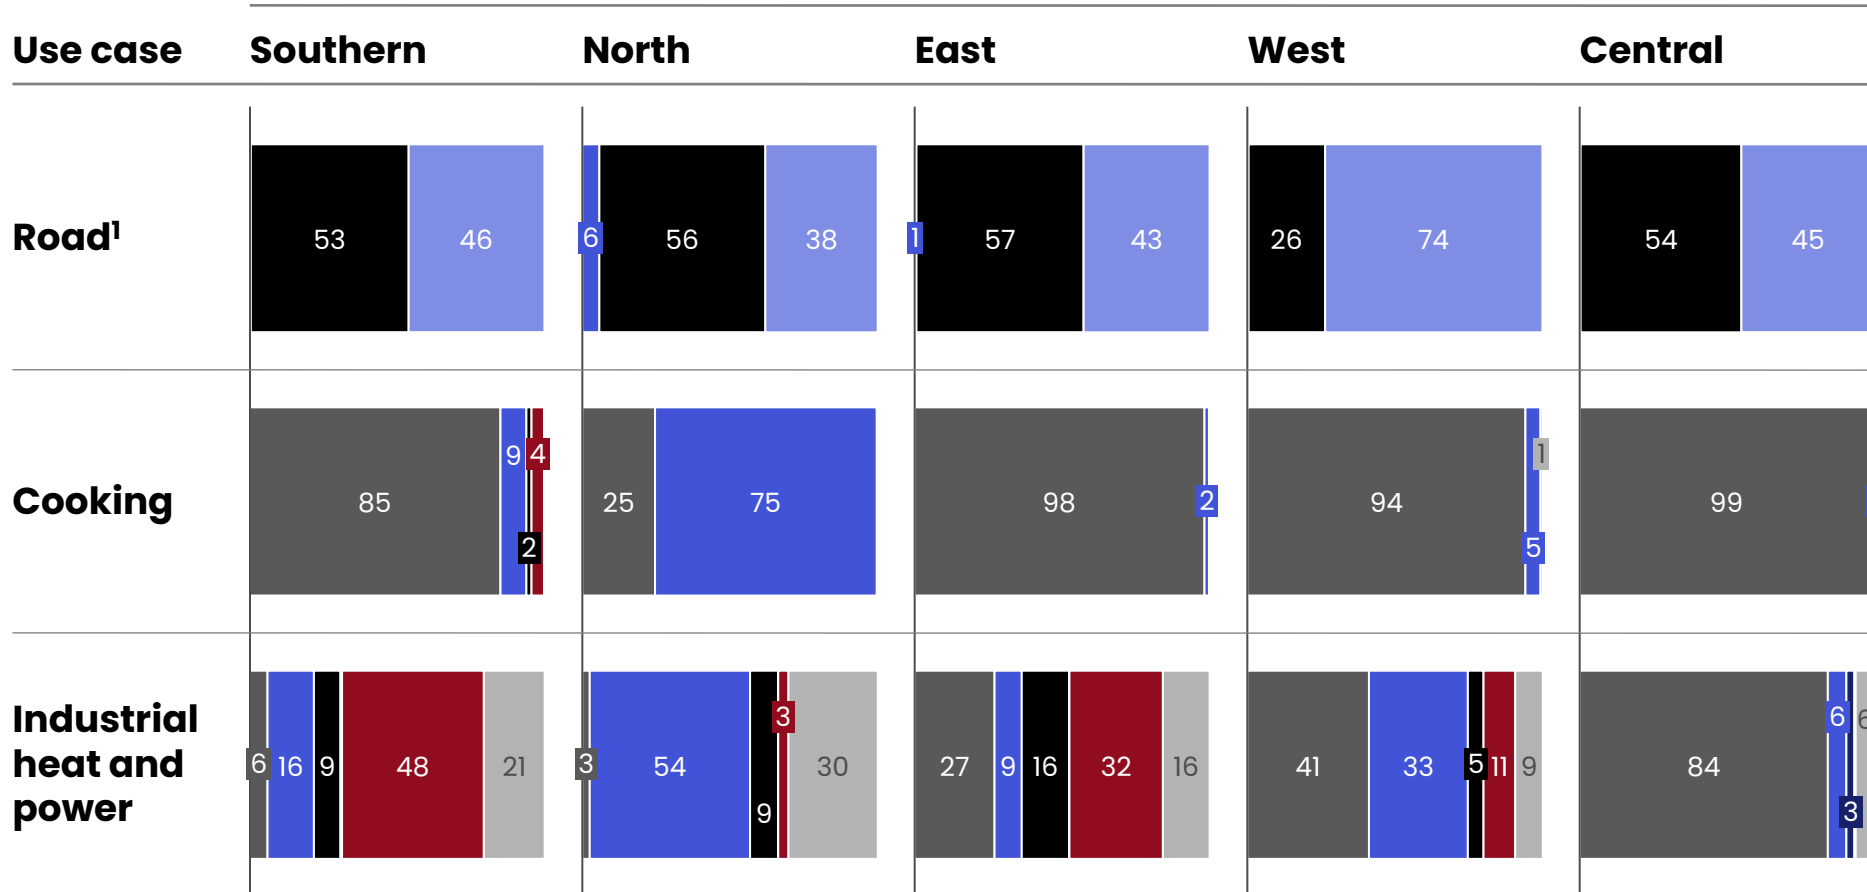 Use case Southern North East West Central
Road¹ 53 46 6 56 38 1 57 43 26 74 54 45
Cooking 85 9 2 4 25 75 98 2 94 5 1 99
Industrial
heat and
power
6 16 9 48 21 3 54 9 3 30 27 9 16 32 16 41 33 5 11 9 84 6 3 6